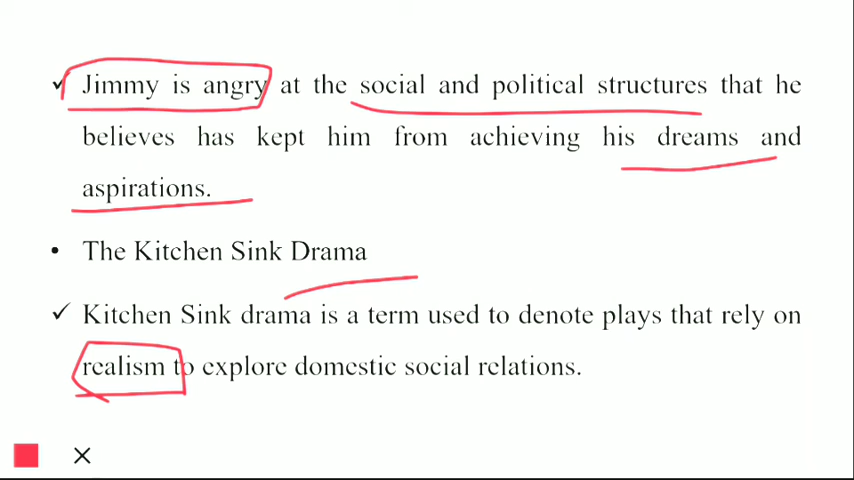 ✓ Jimmy is angry at the social and political structures that he
believes has kept him from achieving his dreams and
aspirations.
• The Kitchen Sink Drama
✓ Kitchen Sink drama is a term used to denote plays that rely on
realism to explore domestic social relations.